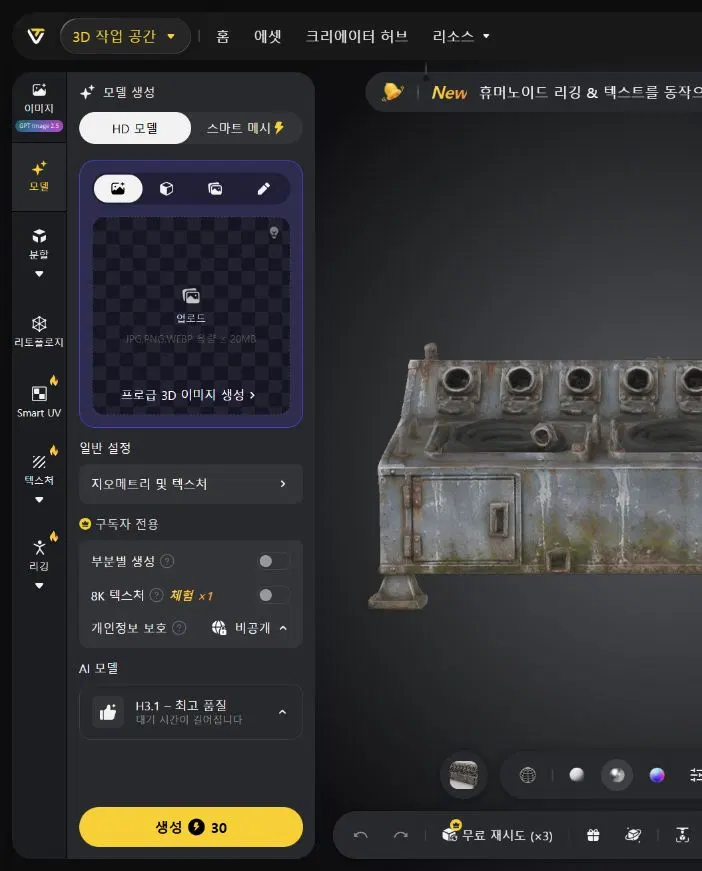 3D 작업 공간
홈
에셋
크리에이터 허브
리소스
이미지
GPT Image 2.5
모델
분할
리토폴로지
Smart UV
텍스처
리깅
모델 생성
HD 모델
스마트 메시
업로드
JPG,PNG,WEBP 용량 ≤ 20MB
프로급 3D 이미지 생성 >
일반 설정
지오메트리 및 텍스처
구독자 전용
부분별 생성
8K 텍스처
체험 ×1
개인정보 보호
비공개
AI 모델
H3.1 – 최고 품질
대기 시간이 길어집니다
생성 30
New 휴머노이드 리깅 & 텍스트를 동작으
무료 재시도 (×3)